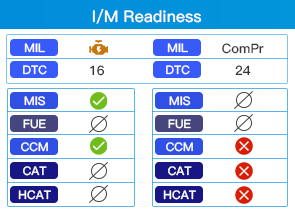 I/M Readiness
MIL MIL ComPr
DTC 16 DTC 24
MIS MIS
FUE FUE
CCM CCM
CAT CAT
HCAT HCAT